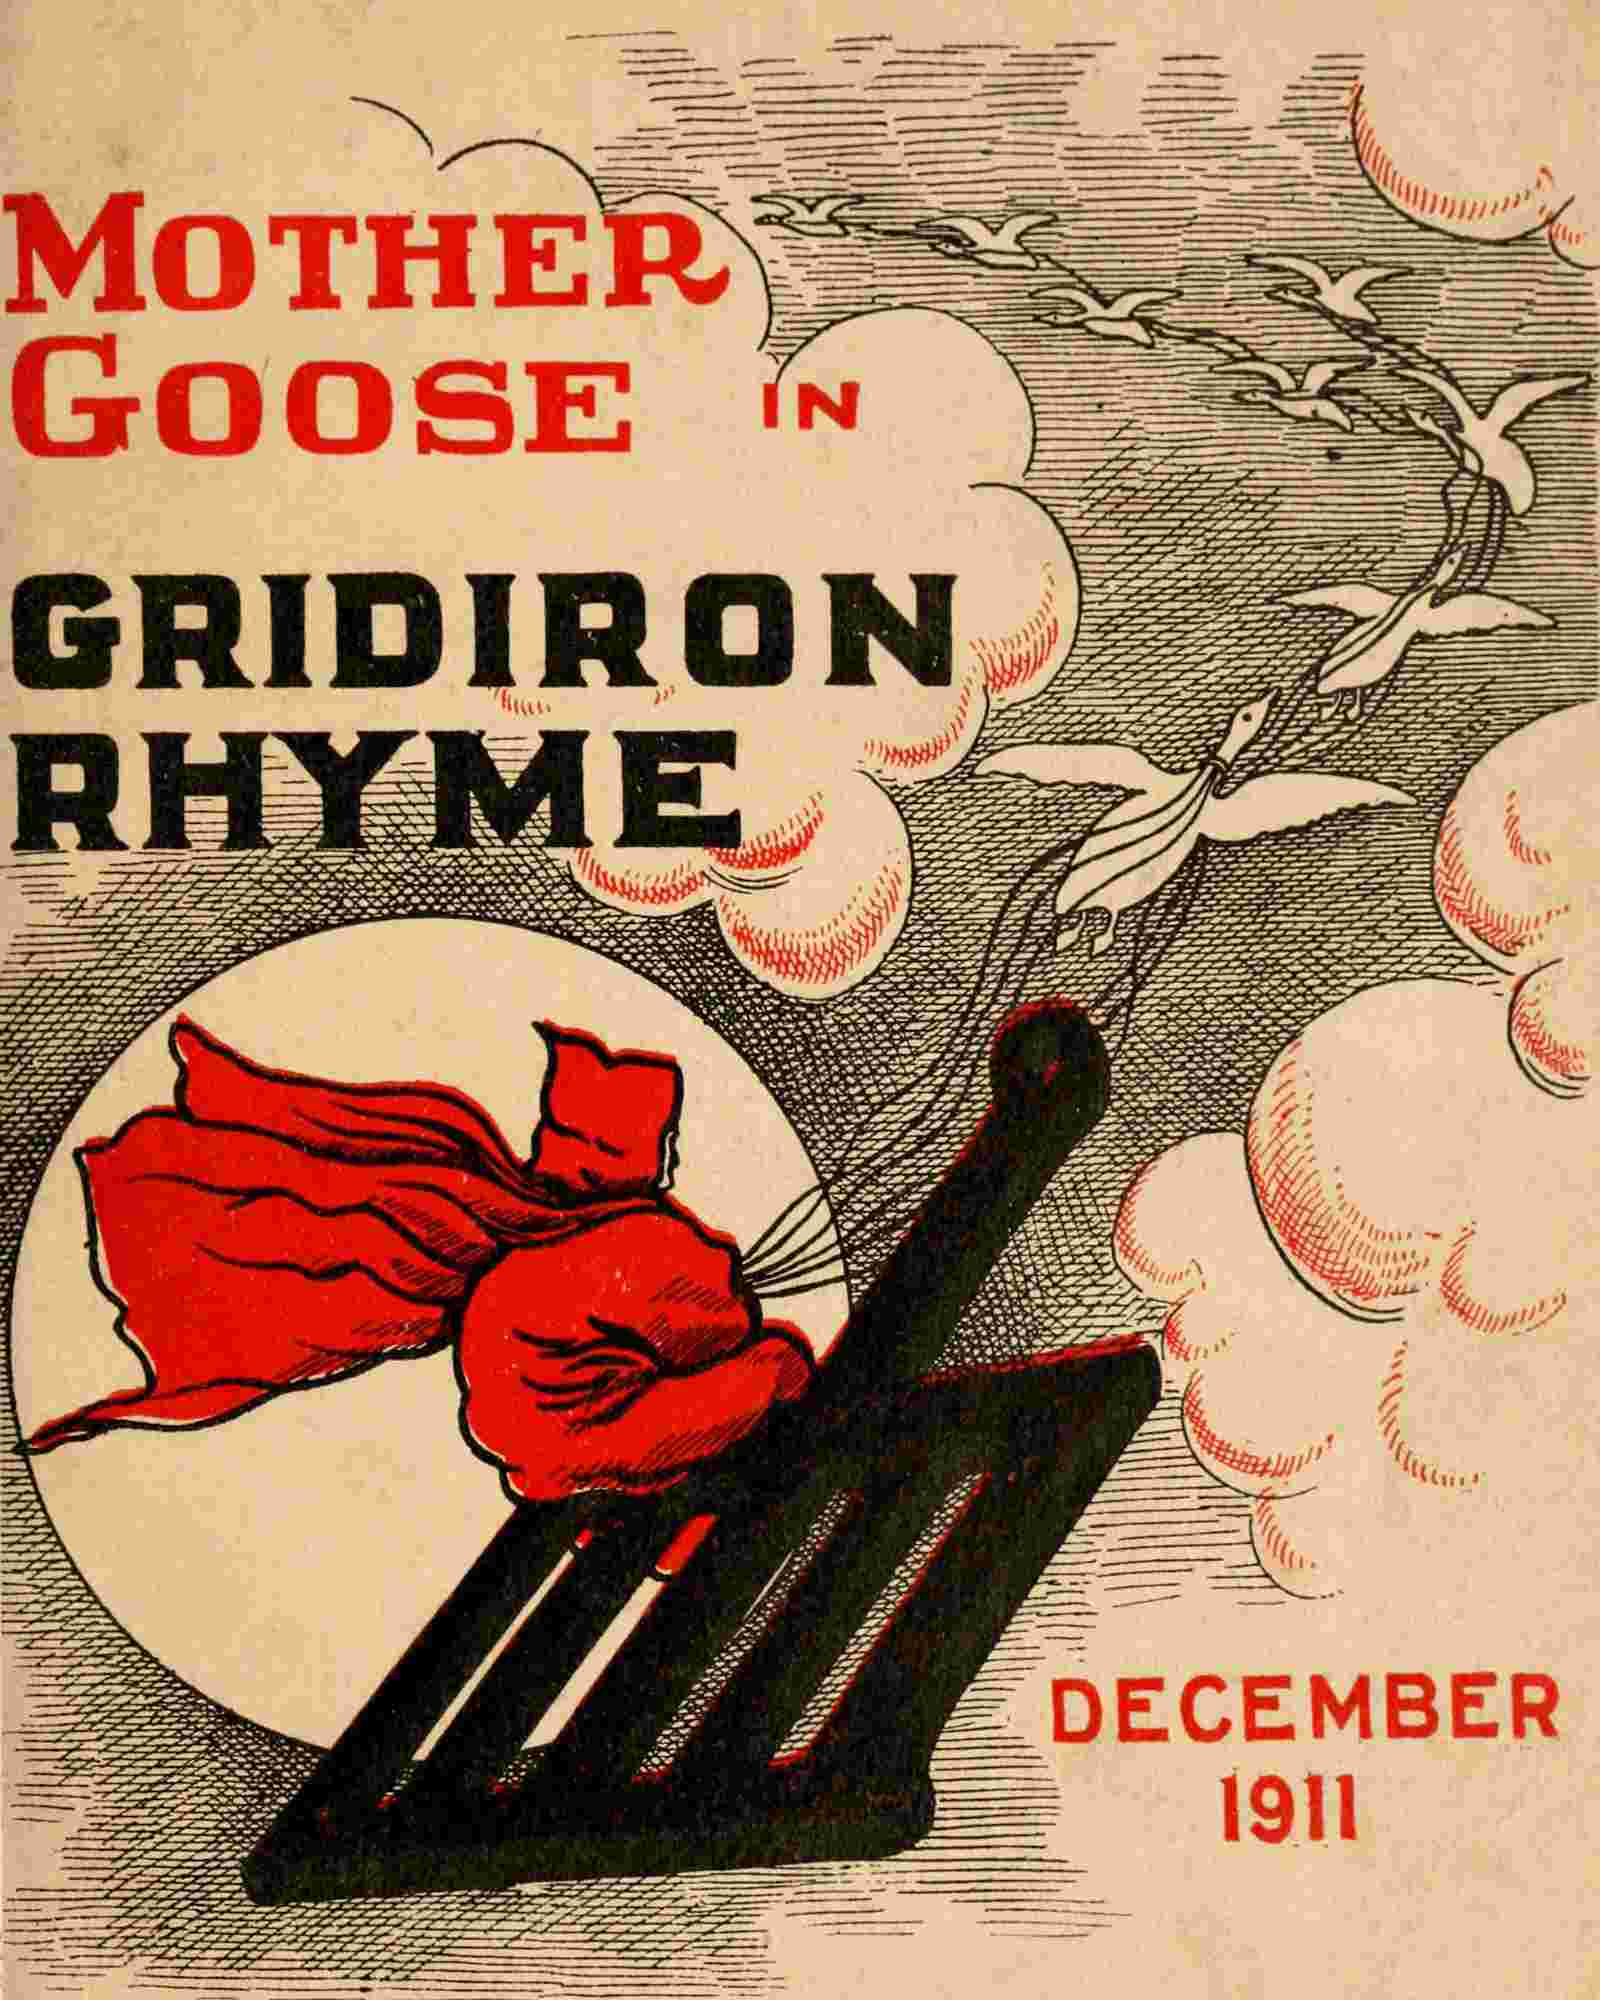 MOTHER
GOOSE IN
GRIDIRON
RHYME
DECEMBER
1911